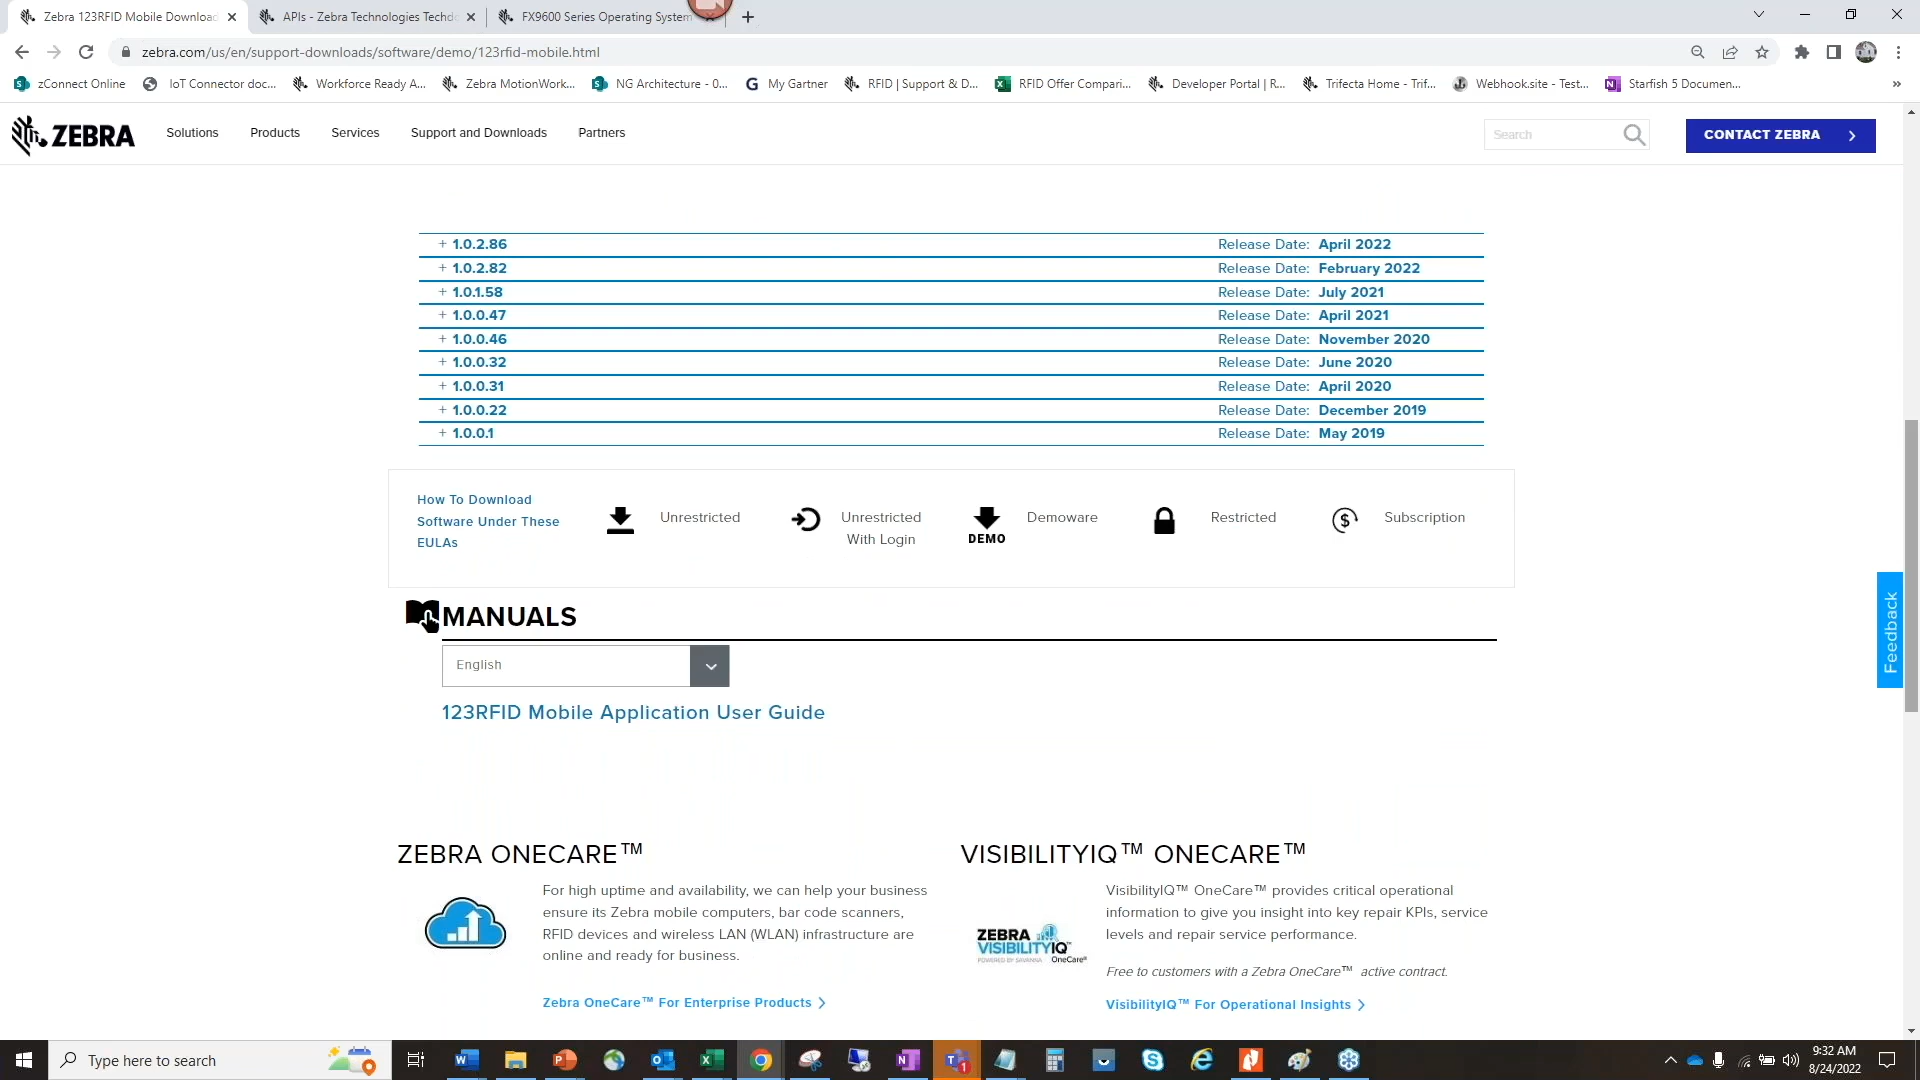 Zebra 123RFID Mobile Download
APIs - Zebra Technologies Techdo
FX9600 Series Operating System
zebra.com/us/en/support-downloads/software/demo/123rfid-mobile.html
zConnect Online
IoT Connector doc...
Workforce Ready A...
Zebra MotionWork...
NG Architecture - 0...
My Gartner
RFID | Support & D...
RFID Offer Compari...
Developer Portal | R...
Trifecta Home - Trif...
Webhook.site - Test...
Starfish 5 Documen...
»
ZEBRA
Solutions
Products
Services
Support and Downloads
Partners
Search
CONTACT ZEBRA
+ 1.0.2.86 Release Date: April 2022
+ 1.0.2.82 Release Date: February 2022
+ 1.0.1.58 Release Date: July 2021
+ 1.0.0.47 Release Date: April 2021
+ 1.0.0.46 Release Date: November 2020
+ 1.0.0.32 Release Date: June 2020
+ 1.0.0.31 Release Date: April 2020
+ 1.0.0.22 Release Date: December 2019
+ 1.0.0.1 Release Date: May 2019
How To Download
Software Under These
EULAs
Unrestricted
Unrestricted
With Login
DEMO
Demoware
Restricted
$
Subscription
Feedback
MANUALS
English
123RFID Mobile Application User Guide
ZEBRA ONECARE™
For high uptime and availability, we can help your business
ensure its Zebra mobile computers, bar code scanners,
RFID devices and wireless LAN (WLAN) infrastructure are
online and ready for business.
Zebra OneCare™ For Enterprise Products
VISIBILITYIQ™ ONECARE™
ZEBRA
VISIBILITYIQ™
POWERED BY SAVANNA OneCare®
VisibilityIQ™ OneCare™ provides critical operational
information to give you insight into key repair KPIs, service
levels and repair service performance.
Free to customers with a Zebra OneCare™ active contract.
VisibilityIQ™ For Operational Insights
Type here to search
9:32 AM
8/24/2022